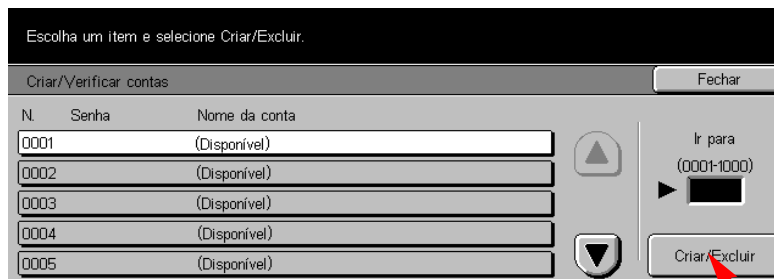 Escolha um item e selecione Criar/Excluir.
Criar/Verificar contas
Fechar
N. Senha Nome da conta
0001 (Disponível)
0002 (Disponível)
0003 (Disponível)
0004 (Disponível)
0005 (Disponível)
Ir para
(0001-1000)
Criar/Excluir